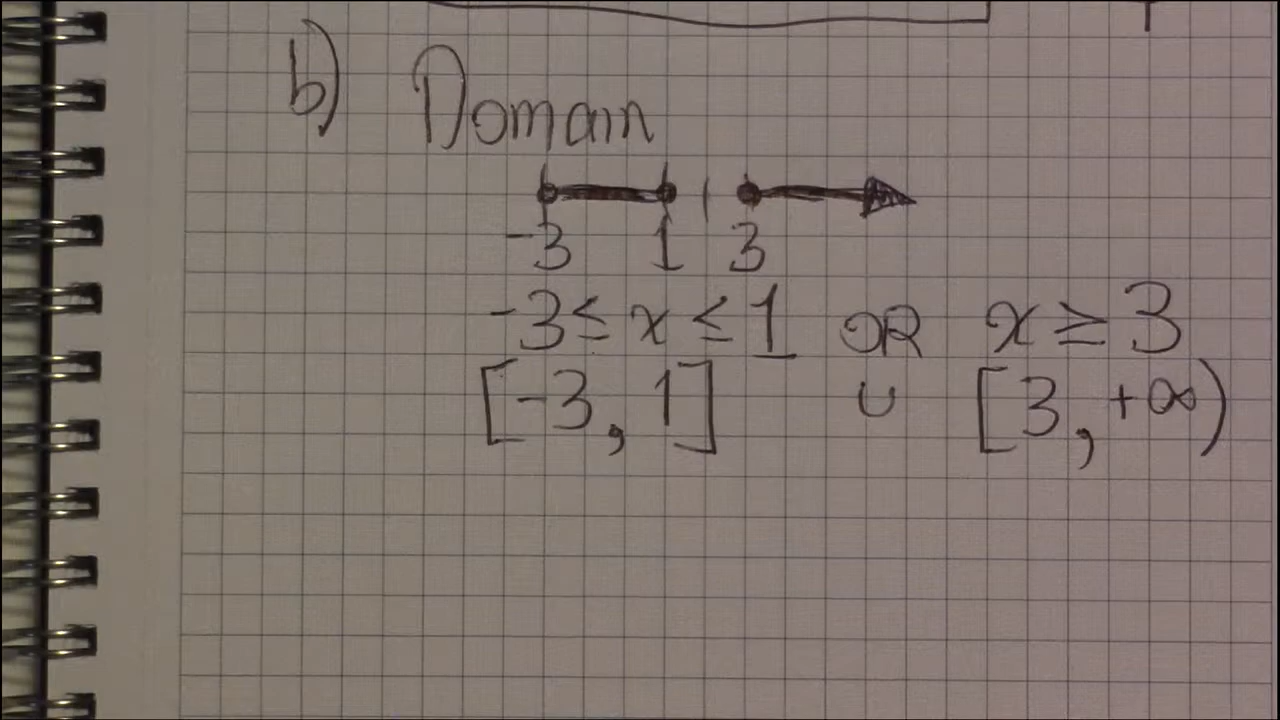 b) Domain
-3 1 3
-3 ≤ x ≤ 1 OR x ≥ 3
[-3, 1] ∪ [3, +∞)